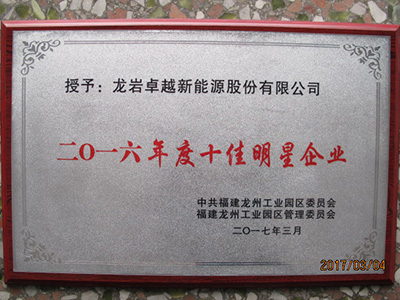 授予：龙岩卓越新能源股份有限公司
二〇一六年度十佳明星企业
中共福建龙州工业园区委员会
福建龙州工业园区管理委员会
二〇一七年三月
2017/03/04